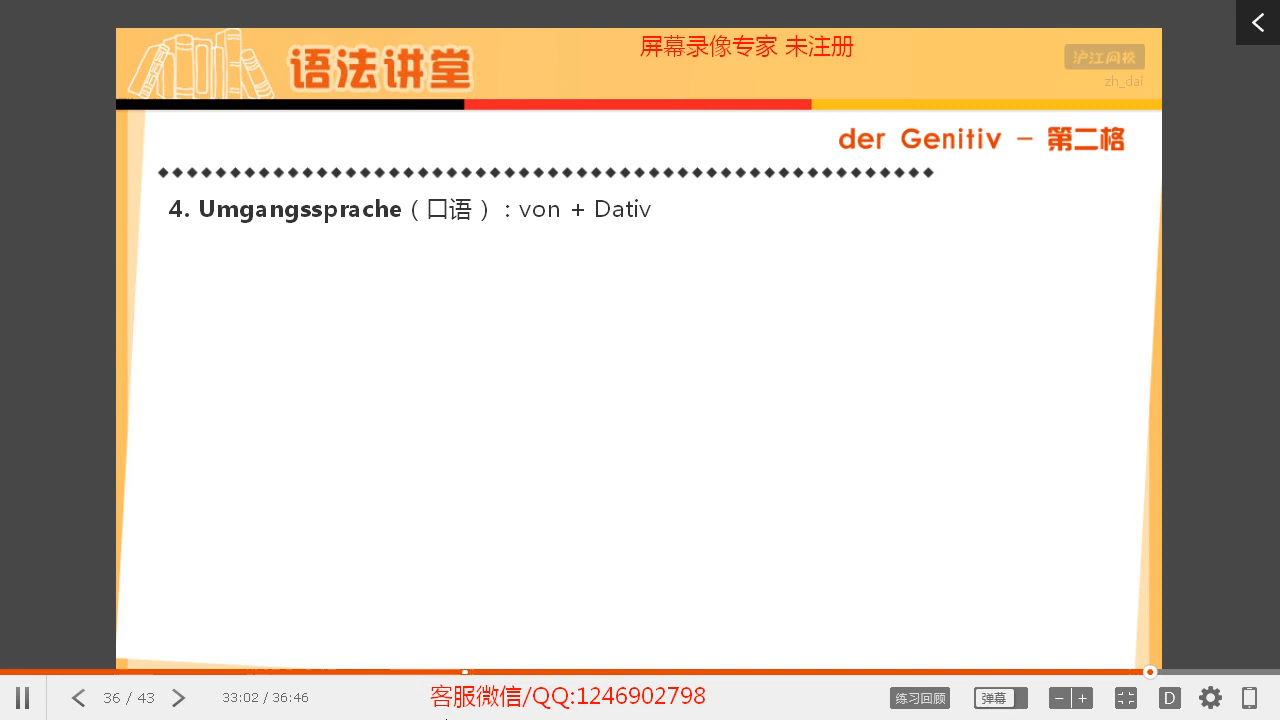 语法讲堂
屏幕录像专家 未注册
沪江网校
zh_dai
der Genitiv – 第二格
4. Umgangssprache（口语）: von + Dativ
36 / 43
33:02 / 36:46
客服微信/QQ:1246902798
练习回顾
弹幕
D